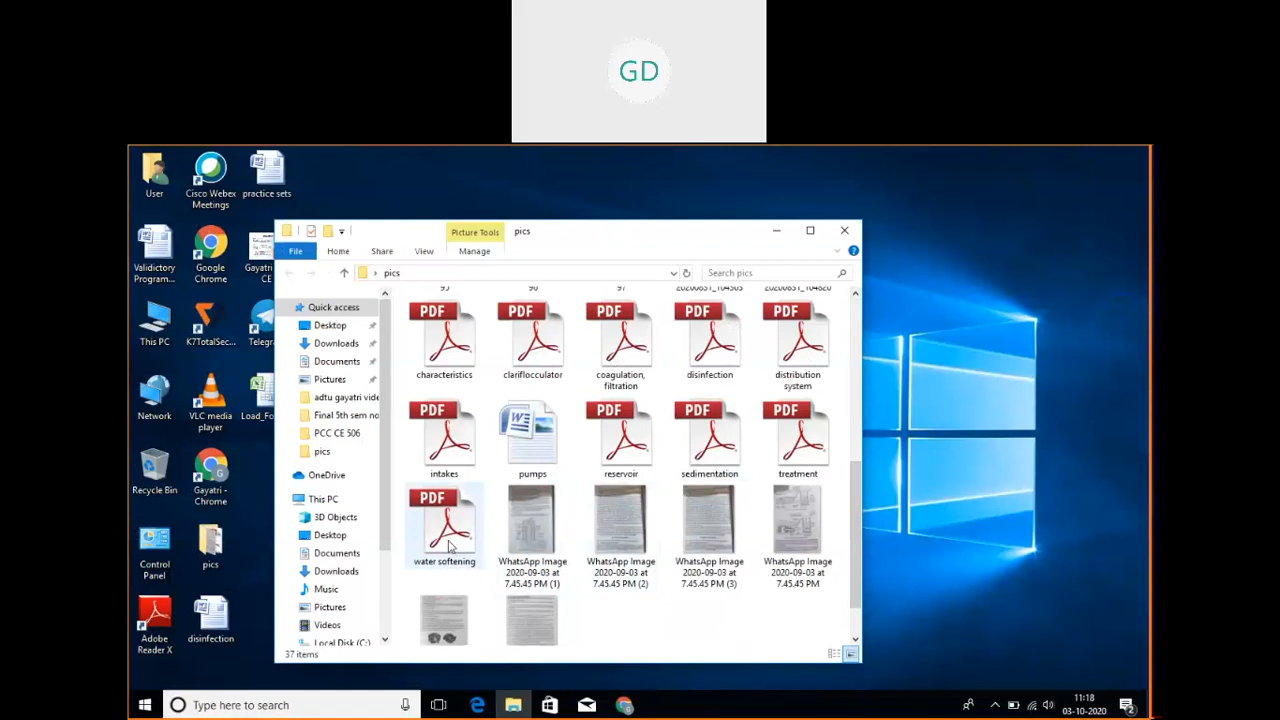 GD
User
Cisco Webex
Meetings
practice sets
Validictory
Program...
Google
Chrome
Gayatri
CE
This PC
K7TotalSec...
Telegra
Network
VLC media
player
Load_Fo
Recycle Bin
Gayatri -
Chrome
Control
Panel
pics
Adobe
Reader X
disinfection
Picture Tools
pics
File
Home
Share
View
Manage
pics
Search pics
Quick access
Desktop
Downloads
Documents
Pictures
adtu gayatri vide
Final 5th sem no
PCC CE 506
pics
OneDrive
This PC
3D Objects
Desktop
Documents
Downloads
Music
Pictures
Videos
Local Disk (C:)
95
96
97
20200831_104305
20200831_104820
PDF
PDF
PDF
PDF
PDF
characteristics
clariflocculator
coagulation,
filtration
disinfection
distribution
system
PDF
W
PDF
PDF
PDF
intakes
pumps
reservoir
sedimentation
treatment
PDF
water softening
WhatsApp Image
2020-09-03 at
7.45.45 PM (1)
WhatsApp Image
2020-09-03 at
7.45.45 PM (2)
WhatsApp Image
2020-09-03 at
7.45.45 PM (3)
WhatsApp Image
2020-09-03 at
7.45.45 PM
37 items
Type here to search
11:18
03-10-2020
2